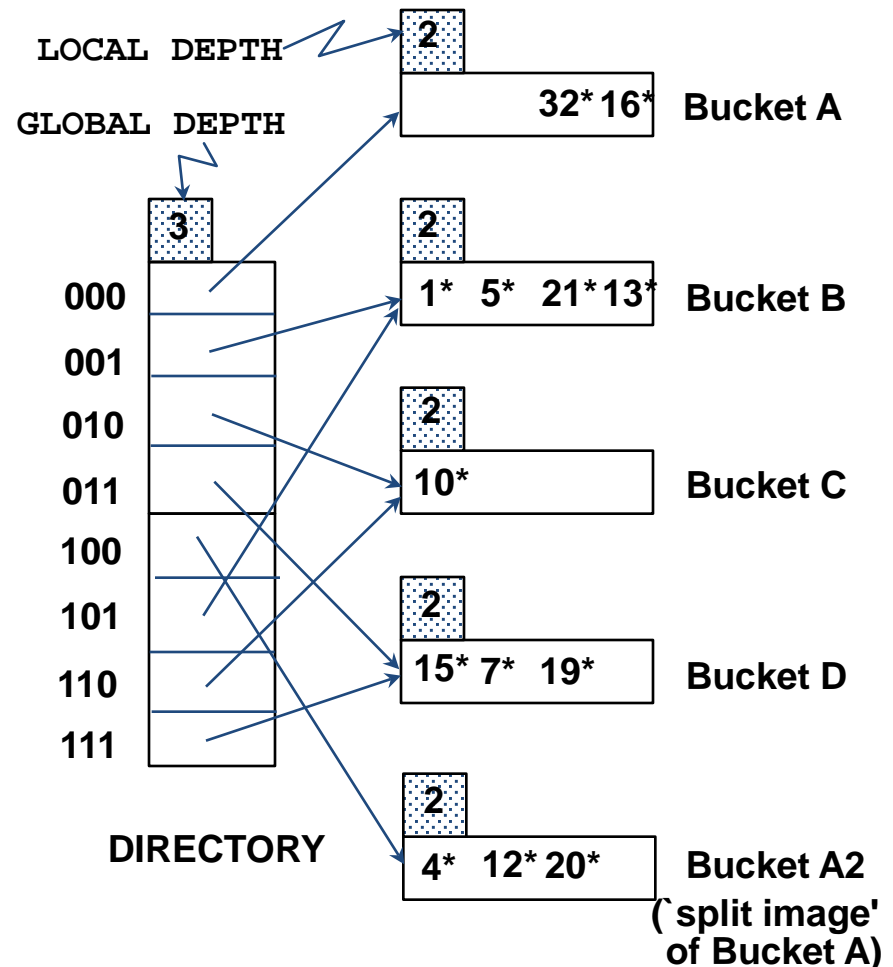 LOCAL DEPTH
GLOBAL DEPTH
2
32* 16*
Bucket A
3
000
001
010
011
100
101
110
111
DIRECTORY
2
1* 5* 21* 13*
Bucket B
2
10*
Bucket C
2
15* 7* 19*
Bucket D
2
4* 12* 20*
Bucket A2
(`split image'
of Bucket A)